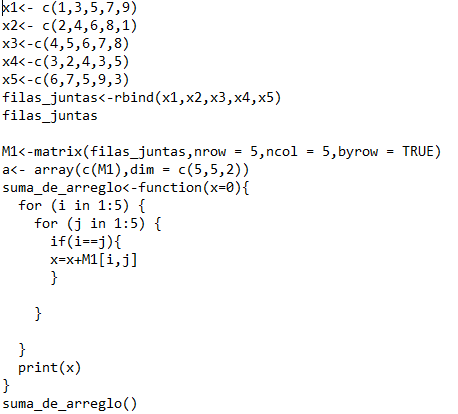 x1<- c(1,3,5,7,9)
x2<- c(2,4,6,8,1)
x3<-c(4,5,6,7,8)
x4<-c(3,2,4,3,5)
x5<-c(6,7,5,9,3)
filas_juntas<-rbind(x1,x2,x3,x4,x5)
filas_juntas

M1<-matrix(filas_juntas,nrow = 5,ncol = 5,byrow = TRUE)
a<- array(c(M1),dim = c(5,5,2))
suma_de_arreglo<-function(x=0){
  for (i in 1:5) {
    for (j in 1:5) {
      if(i==j){
      x=x+M1[i,j]
      }

    }

  }
  print(x)
}
suma_de_arreglo()